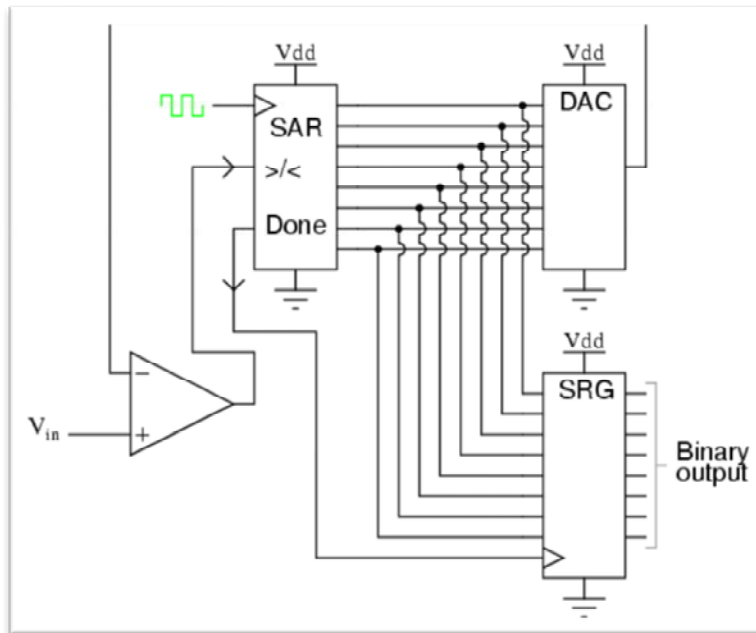 Vdd
Vdd
SAR
DAC
>/<
Done
Vdd
SRG
−
Vin
+
Binary
output